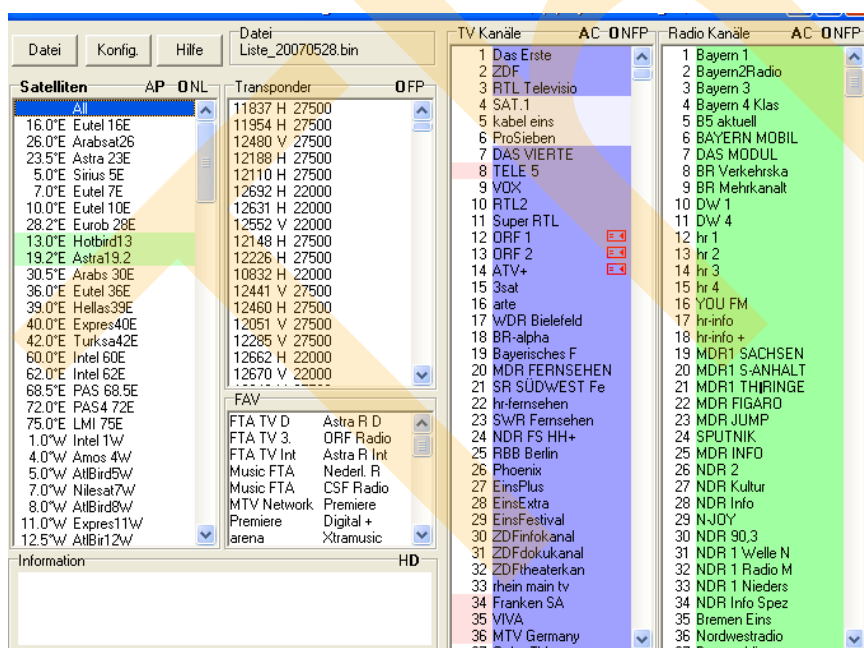 Datei Konfig. Hilfe
Datei
Liste_20070528.bin
Satelliten AP ONL
All
16.0°E Eutel 16E
26.0°E Arabsat26
23.5°E Astra 23E
5.0°E Sirius 5E
7.0°E Eutel 7E
10.0°E Eutel 10E
28.2°E Eurob 28E
13.0°E Hotbird13
19.2°E Astra19.2
30.5°E Arabs 30E
36.0°E Eutel 36E
39.0°E Hellas39E
40.0°E Expres40E
42.0°E Turksa42E
60.0°E Intel 60E
62.0°E Intel 62E
68.5°E PAS 68.5E
72.0°E PAS4 72E
75.0°E LMI 75E
1.0°W Intel 1W
4.0°W Amos 4W
5.0°W AtlBird5W
7.0°W Nilesat7W
8.0°W AtlBird8W
11.0°W Expres11W
12.5°W AtlBir12W
Transponder OFP
11837 H 27500
11954 H 27500
12480 V 27500
12188 H 27500
12110 H 27500
12692 H 22000
12631 H 22000
12552 V 22000
12148 H 27500
12226 H 27500
10832 H 22000
12441 V 27500
12460 H 27500
12051 V 27500
12285 V 27500
12662 H 22000
12670 V 22000
FAV
FTA TV D Astra R D
FTA TV 3. ORF Radio
FTA TV Int Astra R Int
Music FTA Nederl. R
Music FTA CSF Radio
MTV Network Premiere
Premiere Digital +
arena Xtramusic
Information HD
TV Kanäle AC ONFP
1 Das Erste
2 ZDF
3 RTL Televisio
4 SAT.1
5 kabel eins
6 ProSieben
7 DAS VIERTE
8 TELE 5
9 VOX
10 RTL2
11 Super RTL
12 ORF 1
13 ORF 2
14 ATV+
15 3sat
16 arte
17 WDR Bielefeld
18 BR-alpha
19 Bayerisches F
20 MDR FERNSEHEN
21 SR SÜDWEST Fe
22 hr-fernsehen
23 SWR Fernsehen
24 NDR FS HH+
25 RBB Berlin
26 Phoenix
27 EinsPlus
28 EinsExtra
29 EinsFestival
30 ZDFinfokanal
31 ZDFdokukanal
32 ZDFtheaterkan
33 rhein main tv
34 Franken SA
35 VIVA
36 MTV Germany
Radio Kanäle AC ONFP
1 Bayern 1
2 Bayern2Radio
3 Bayern 3
4 Bayern 4 Klas
5 B5 aktuell
6 BAYERN MOBIL
7 DAS MODUL
8 BR Verkehrska
9 BR Mehrkanalt
10 DW 1
11 DW 4
12 hr 1
13 hr 2
14 hr 3
15 hr 4
16 YOU FM
17 hr-info
18 hr-info +
19 MDR1 SACHSEN
20 MDR1 S-ANHALT
21 MDR1 THⅠRINGE
22 MDR FIGARO
23 MDR JUMP
24 SPUTNIK
25 MDR INFO
26 NDR 2
27 NDR Kultur
28 NDR Info
29 N-JOY
30 NDR 90,3
31 NDR 1 Welle N
32 NDR 1 Radio M
33 NDR 1 Nieders
34 NDR Info Spez
35 Bremen Eins
36 Nordwestradio